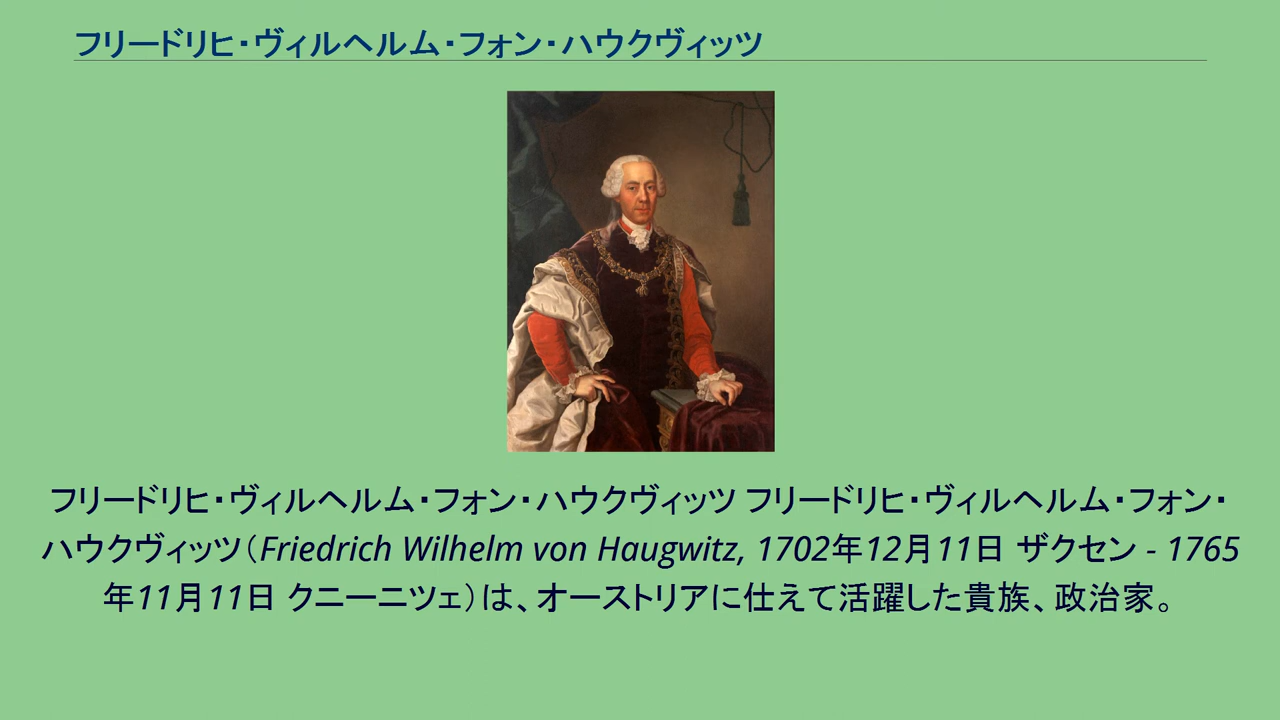 フリードリヒ・ヴィルヘルム・フォン・ハウクヴィッツ
フリードリヒ・ヴィルヘルム・フォン・ハウクヴィッツ フリードリヒ・ヴィルヘルム・フォン・
ハウクヴィッツ（Friedrich Wilhelm von Haugwitz, 1702年12月11日 ザクセン - 1765
年11月11日 クニーニツェ）は、オーストリアに仕えて活躍した貴族、政治家。